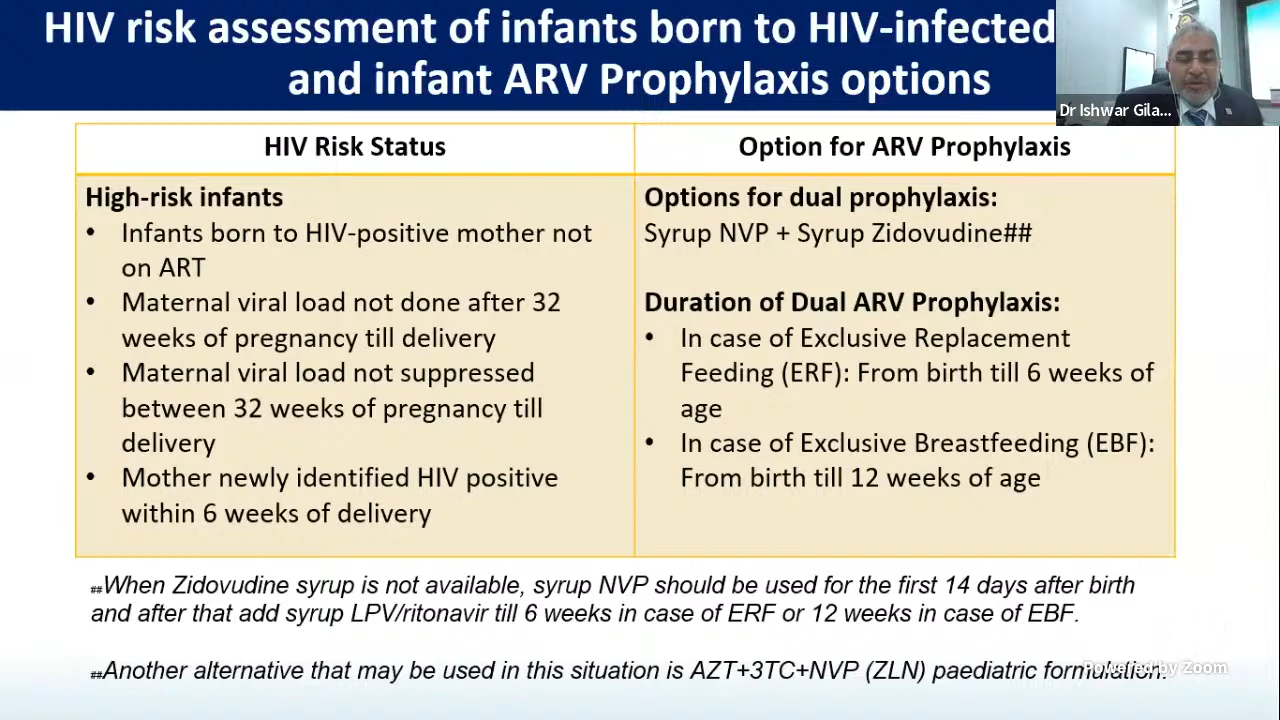 HIV risk assessment of infants born to HIV-infected
and infant ARV Prophylaxis options
Dr Ishwar Gila...
HIV Risk Status
Option for ARV Prophylaxis
High-risk infants
• Infants born to HIV-positive mother not
on ART
• Maternal viral load not done after 32
weeks of pregnancy till delivery
• Maternal viral load not suppressed
between 32 weeks of pregnancy till
delivery
• Mother newly identified HIV positive
within 6 weeks of delivery
Options for dual prophylaxis:
Syrup NVP + Syrup Zidovudine##
Duration of Dual ARV Prophylaxis:
• In case of Exclusive Replacement
Feeding (ERF): From birth till 6 weeks of
age
• In case of Exclusive Breastfeeding (EBF):
From birth till 12 weeks of age
##When Zidovudine syrup is not available, syrup NVP should be used for the first 14 days after birth
and after that add syrup LPV/ritonavir till 6 weeks in case of ERF or 12 weeks in case of EBF.
##Another alternative that may be used in this situation is AZT+3TC+NVP (ZLN) paediatric formulation.
Powered by Zoom